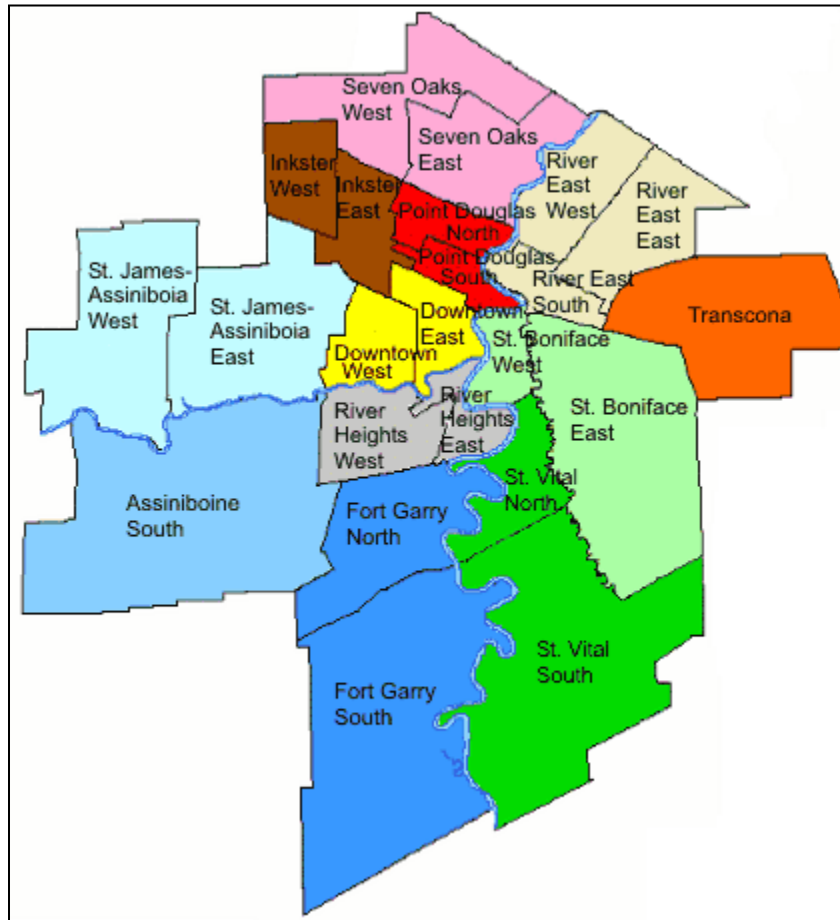 Seven Oaks
West
Seven Oaks
East
Inkster
West
Inkster
East
River
East
West
River
East
East
Point Douglas
North
Point Douglas
South
River East
South
St. James-
Assiniboia
West
St. James-
Assiniboia
East
Transcona
Downtown
East
Downtown
West
St. Boniface
West
River
Heights
West
River
Heights
East
St. Boniface
East
Assiniboine
South
Fort Garry
North
St. Vital
North
St. Vital
South
Fort Garry
South